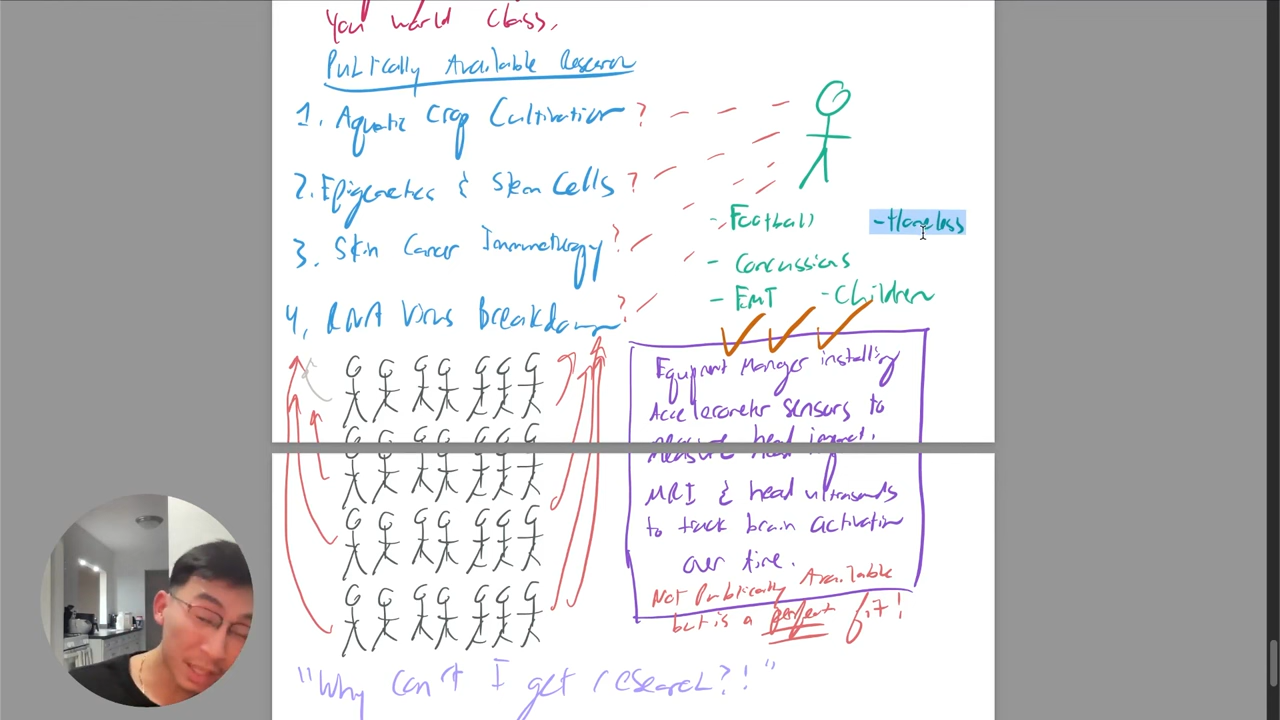 You world class,
Publically Available Research
1. Aquatic Crop Cultivation ?
2. Epigenetics & Stem Cells ?
3. Skin Cancer Immunotherapy ?
4. RNA Virus Breakdown ?
- Football
- Homeless
- Concussions
- EMT - Children
Equipment Manager installing
Accelerometer sensors to
measure head impact.
MRI & head ultrasounds
to track brain activation
over time.
Not Publically Available
but is a perfect fit!
"Why can't I get research?!"